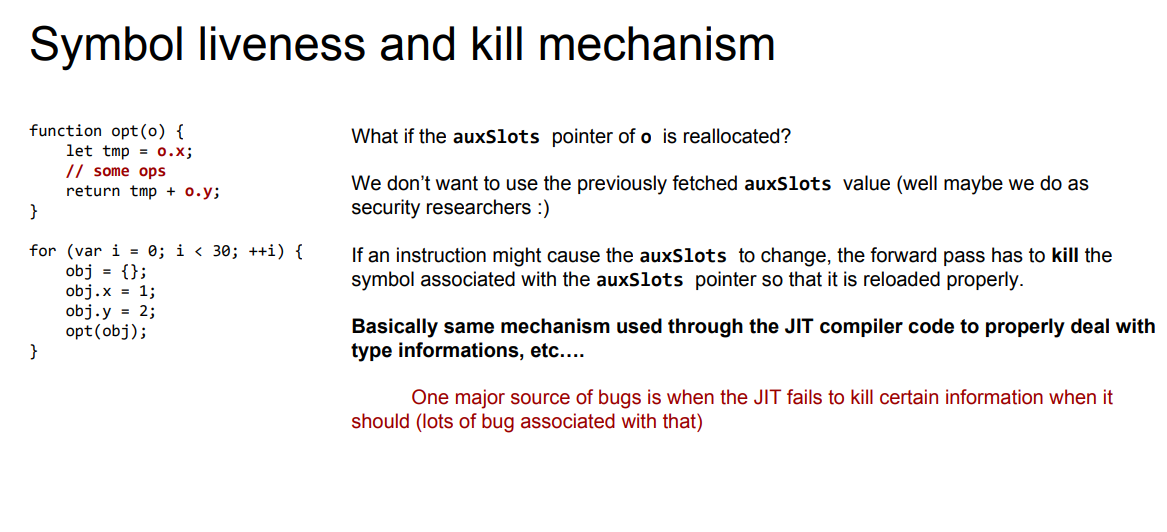 Symbol liveness and kill mechanism
function opt(o) {
    let tmp = o.x;
    // some ops
    return tmp + o.y;
}
for (var i = 0; i < 30; ++i) {
    obj = {};
    obj.x = 1;
    obj.y = 2;
    opt(obj);
}
What if the auxSlots pointer of o is reallocated?
We don’t want to use the previously fetched auxSlots value (well maybe we do as
security researchers :)
If an instruction might cause the auxSlots to change, the forward pass has to kill the
symbol associated with the auxSlots pointer so that it is reloaded properly.
Basically same mechanism used through the JIT compiler code to properly deal with
type informations, etc….
One major source of bugs is when the JIT fails to kill certain information when it
should (lots of bug associated with that)